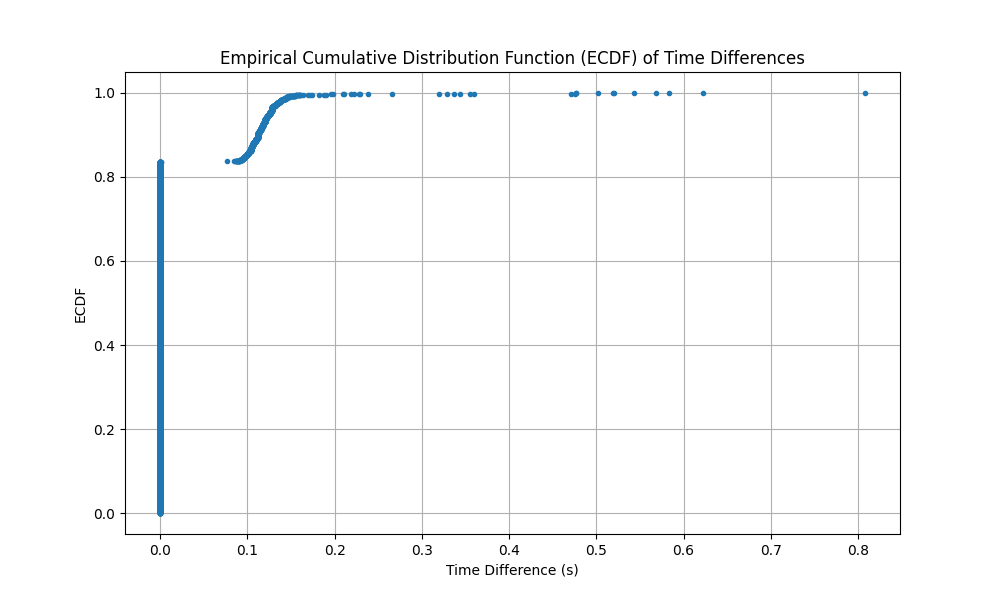 Empirical Cumulative Distribution Function (ECDF) of Time Differences
1.0
0.8
0.6
0.4
0.2
0.0
ECDF
0.0 0.1 0.2 0.3 0.4 0.5 0.6 0.7 0.8
Time Difference (s)